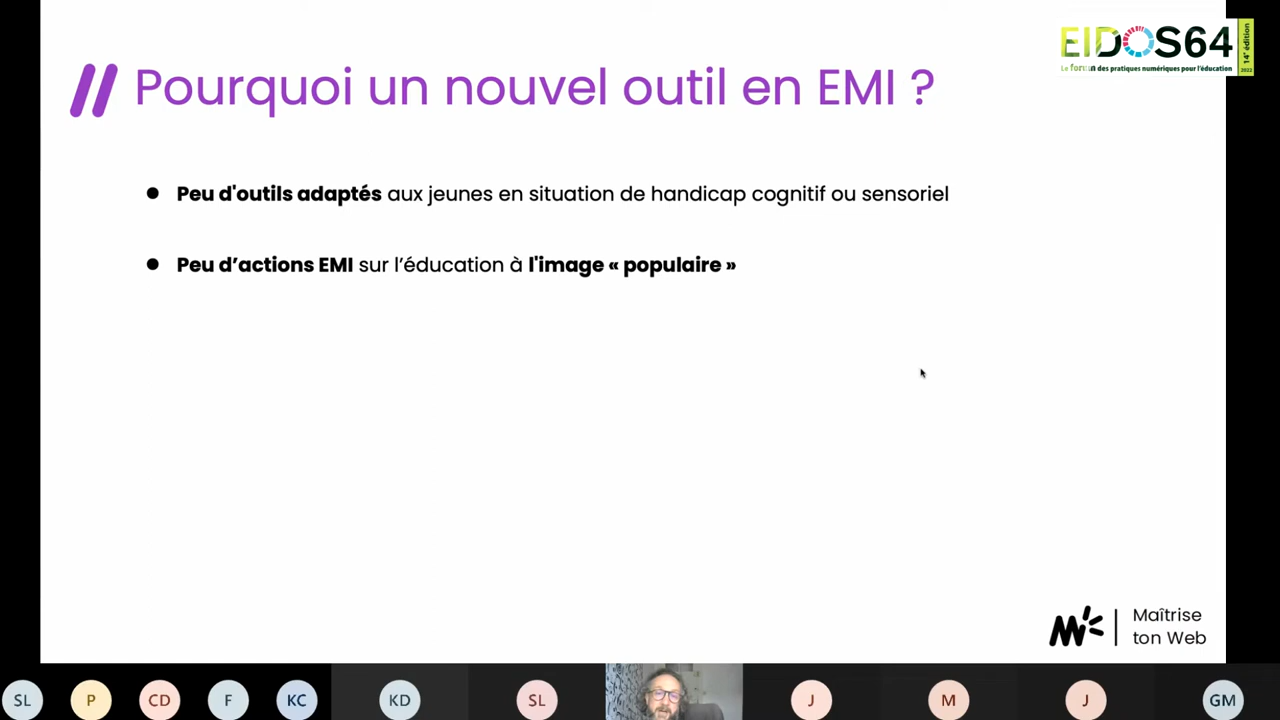 EIDOS64
Le forum des pratiques numériques pour l'éducation
14e édition
2022
// Pourquoi un nouvel outil en EMI ?
● Peu d'outils adaptés aux jeunes en situation de handicap cognitif ou sensoriel
● Peu d’actions EMI sur l’éducation à l'image « populaire »
Maîtrise
ton Web
SL P CD F KC KD SL J M J GM